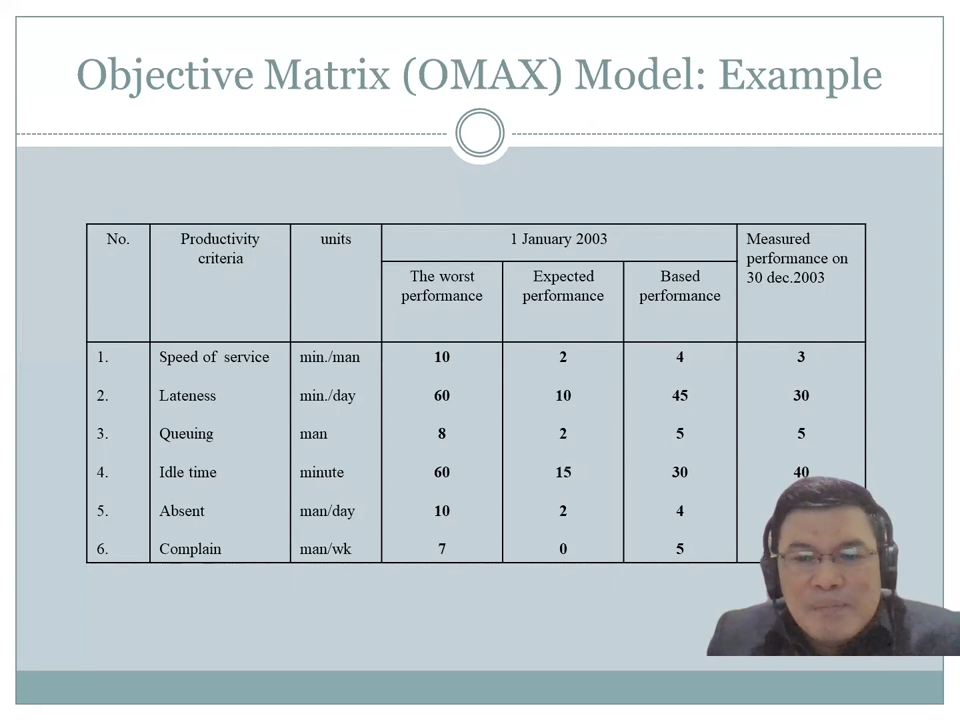 Objective Matrix (OMAX) Model: Example
No. Productivity criteria units 1 January 2003 Measured performance on 30 dec.2003
The worst performance Expected performance Based performance
1. Speed of service min./man 10 2 4 3
2. Lateness min./day 60 10 45 30
3. Queuing man 8 2 5 5
4. Idle time minute 60 15 30 40
5. Absent man/day 10 2 4
6. Complain man/wk 7 0 5